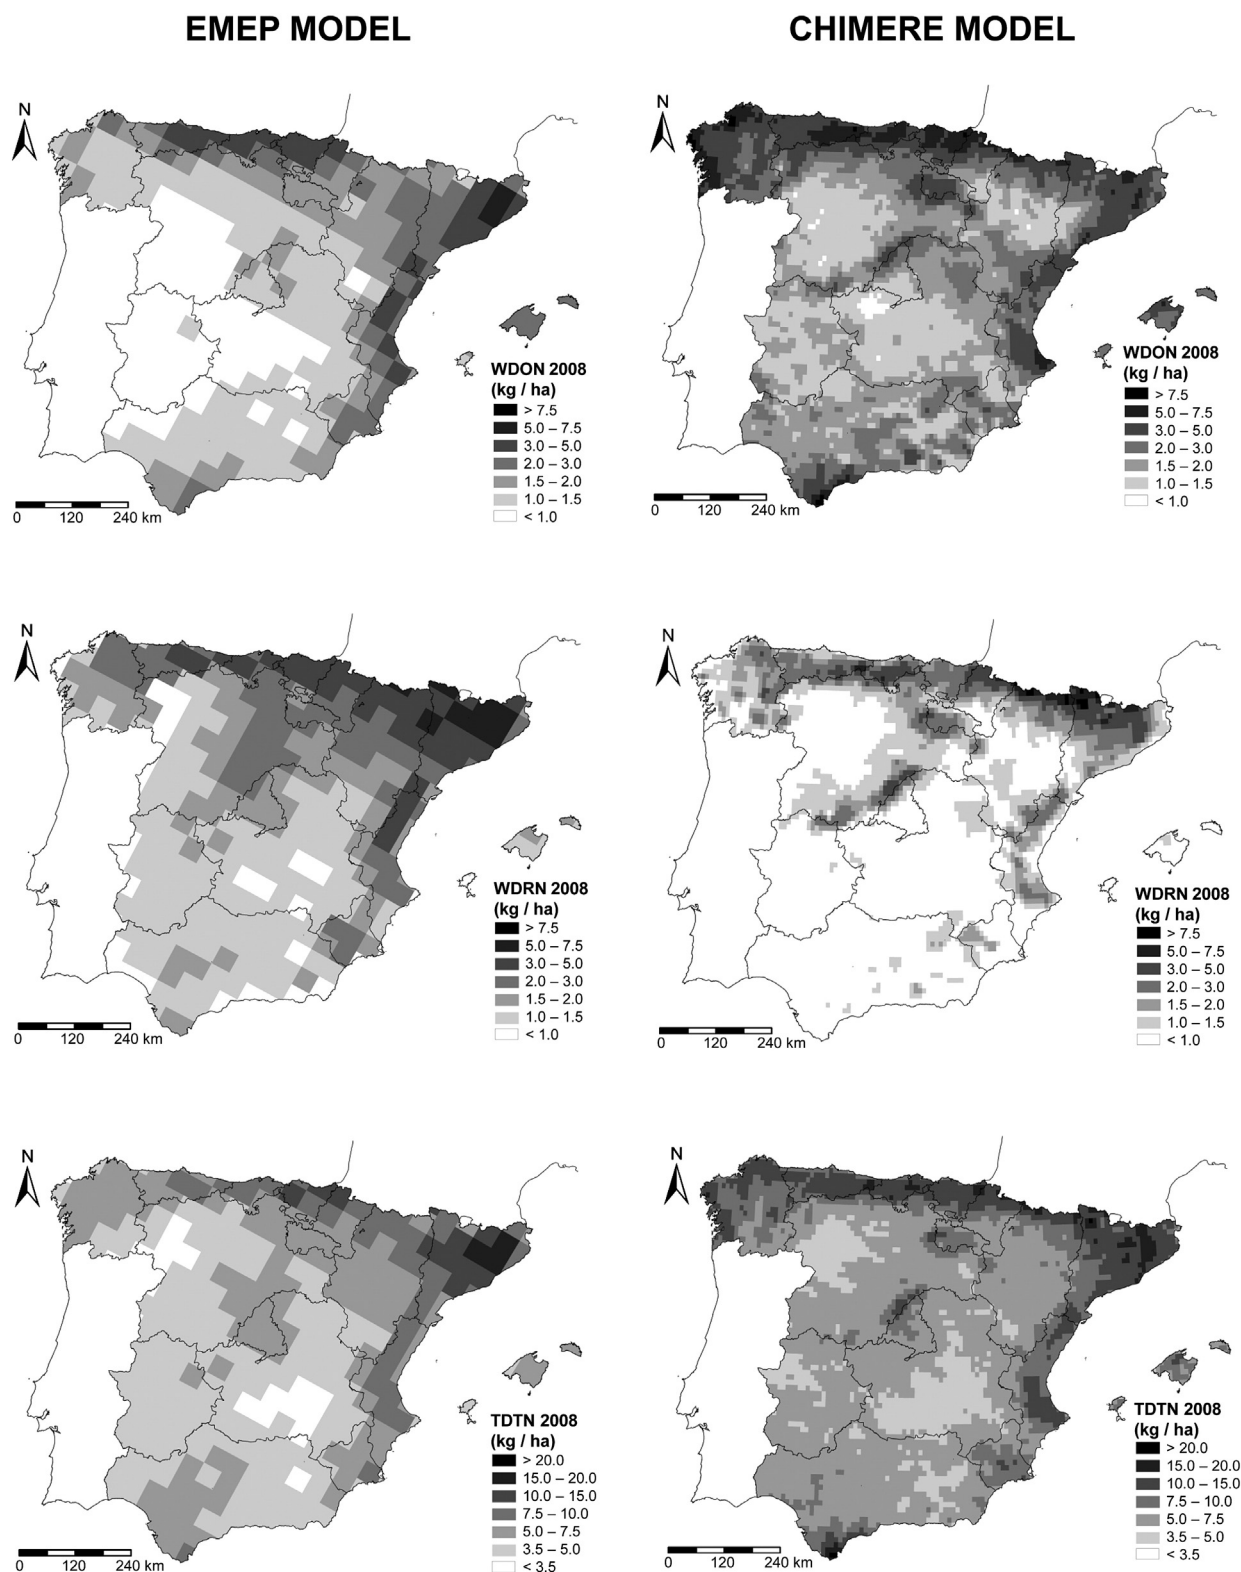 EMEP MODEL
CHIMERE MODEL
N
WDON 2008
(kg / ha)
> 7.5
5.0 – 7.5
3.0 – 5.0
2.0 – 3.0
1.5 – 2.0
1.0 – 1.5
< 1.0
0 120 240 km
N
WDON 2008
(kg / ha)
> 7.5
5.0 – 7.5
3.0 – 5.0
2.0 – 3.0
1.5 – 2.0
1.0 – 1.5
< 1.0
0 120 240 km
N
WDRN 2008
(kg / ha)
> 7.5
5.0 – 7.5
3.0 – 5.0
2.0 – 3.0
1.5 – 2.0
1.0 – 1.5
< 1.0
0 120 240 km
N
WDRN 2008
(kg / ha)
> 7.5
5.0 – 7.5
3.0 – 5.0
2.0 – 3.0
1.5 – 2.0
1.0 – 1.5
< 1.0
0 120 240 km
N
TDTN 2008
(kg / ha)
> 20.0
15.0 – 20.0
10.0 – 15.0
7.5 – 10.0
5.0 – 7.5
3.5 – 5.0
< 3.5
0 120 240 km
N
TDTN 2008
(kg / ha)
> 20.0
15.0 – 20.0
10.0 – 15.0
7.5 – 10.0
5.0 – 7.5
3.5 – 5.0
< 3.5
0 120 240 km